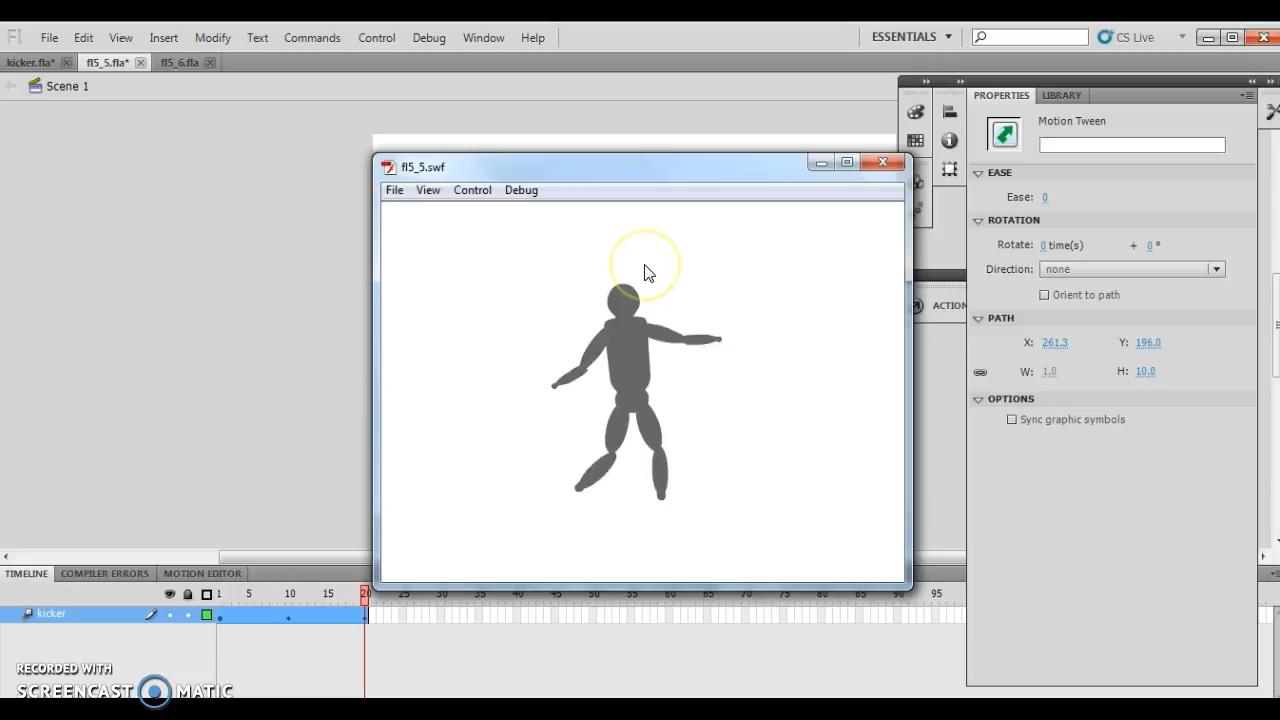 Fl File Edit View Insert Modify Text Commands Control Debug Window Help ESSENTIALS CS Live
kicker.fla* fl5_5.fla* fl5_6.fla
Scene 1
PROPERTIES LIBRARY
Motion Tween
EASE
Ease: 0
ROTATION
Rotate: 0 time(s) + 0 °
Direction: none
Orient to path
PATH
X: 261.3 Y: 196.0
W: 1.0 H: 10.0
OPTIONS
Sync graphic symbols
ACTION
fl5_5.swf
File View Control Debug
TIMELINE COMPILER ERRORS MOTION EDITOR
1 5 10 15 20 25 30 35 40 45 50 55 60 65 70 75 80 85 90 95
kicker
RECORDED WITH
SCREENCAST MATIC